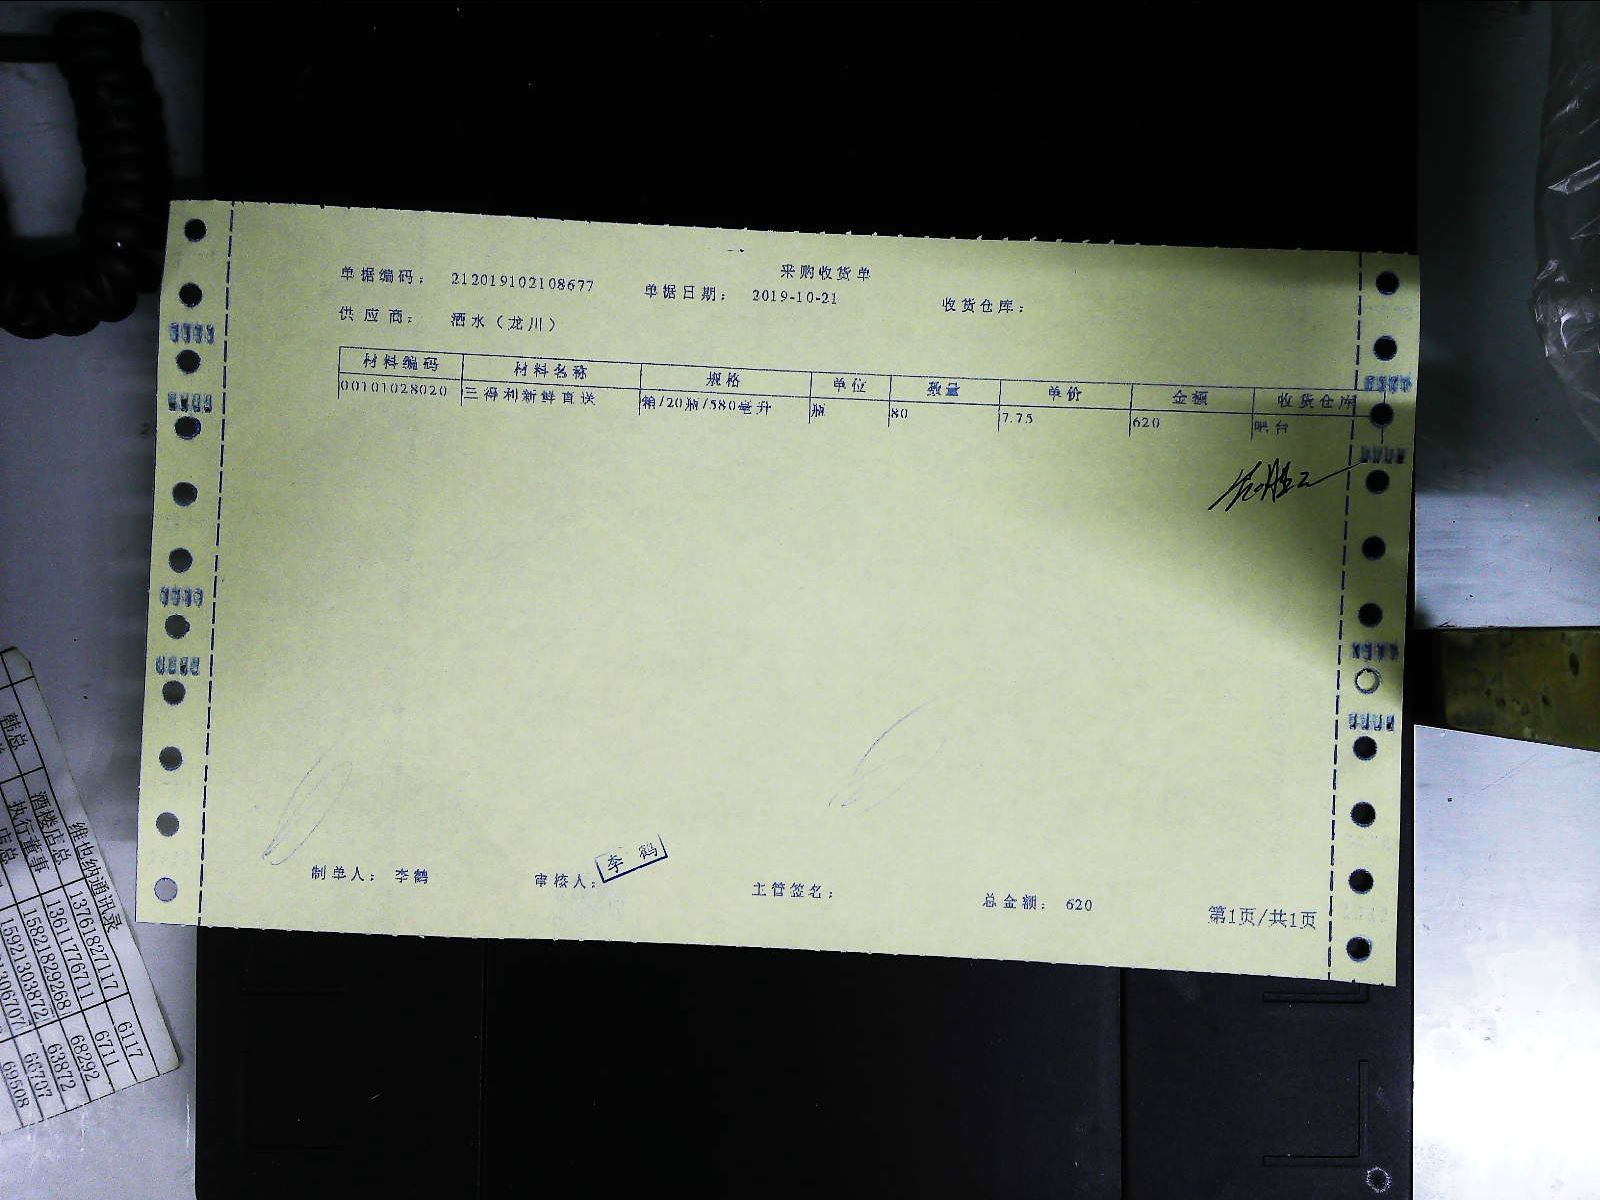 采购收货单
单据编码： 212019102108677 单据日期： 2019-10-21 收货仓库：
供应商： 酒水（龙川）
材料编码 材料名称 规格 单位 数量 单价 金额 收货仓库
00101028020 三得利新鲜直送 箱/20瓶/580毫升 瓶 80 7.75 620 吧台
制单人： 李鹤 审核人： 李鹤 主管签名： 总金额： 620
第1页/共1页
维也纳通讯录
韩总 酒楼店总 13761827117 6117
执行董事 13611776711 6711
店总 15821829268 68292
15921303872 63872
66707
69508